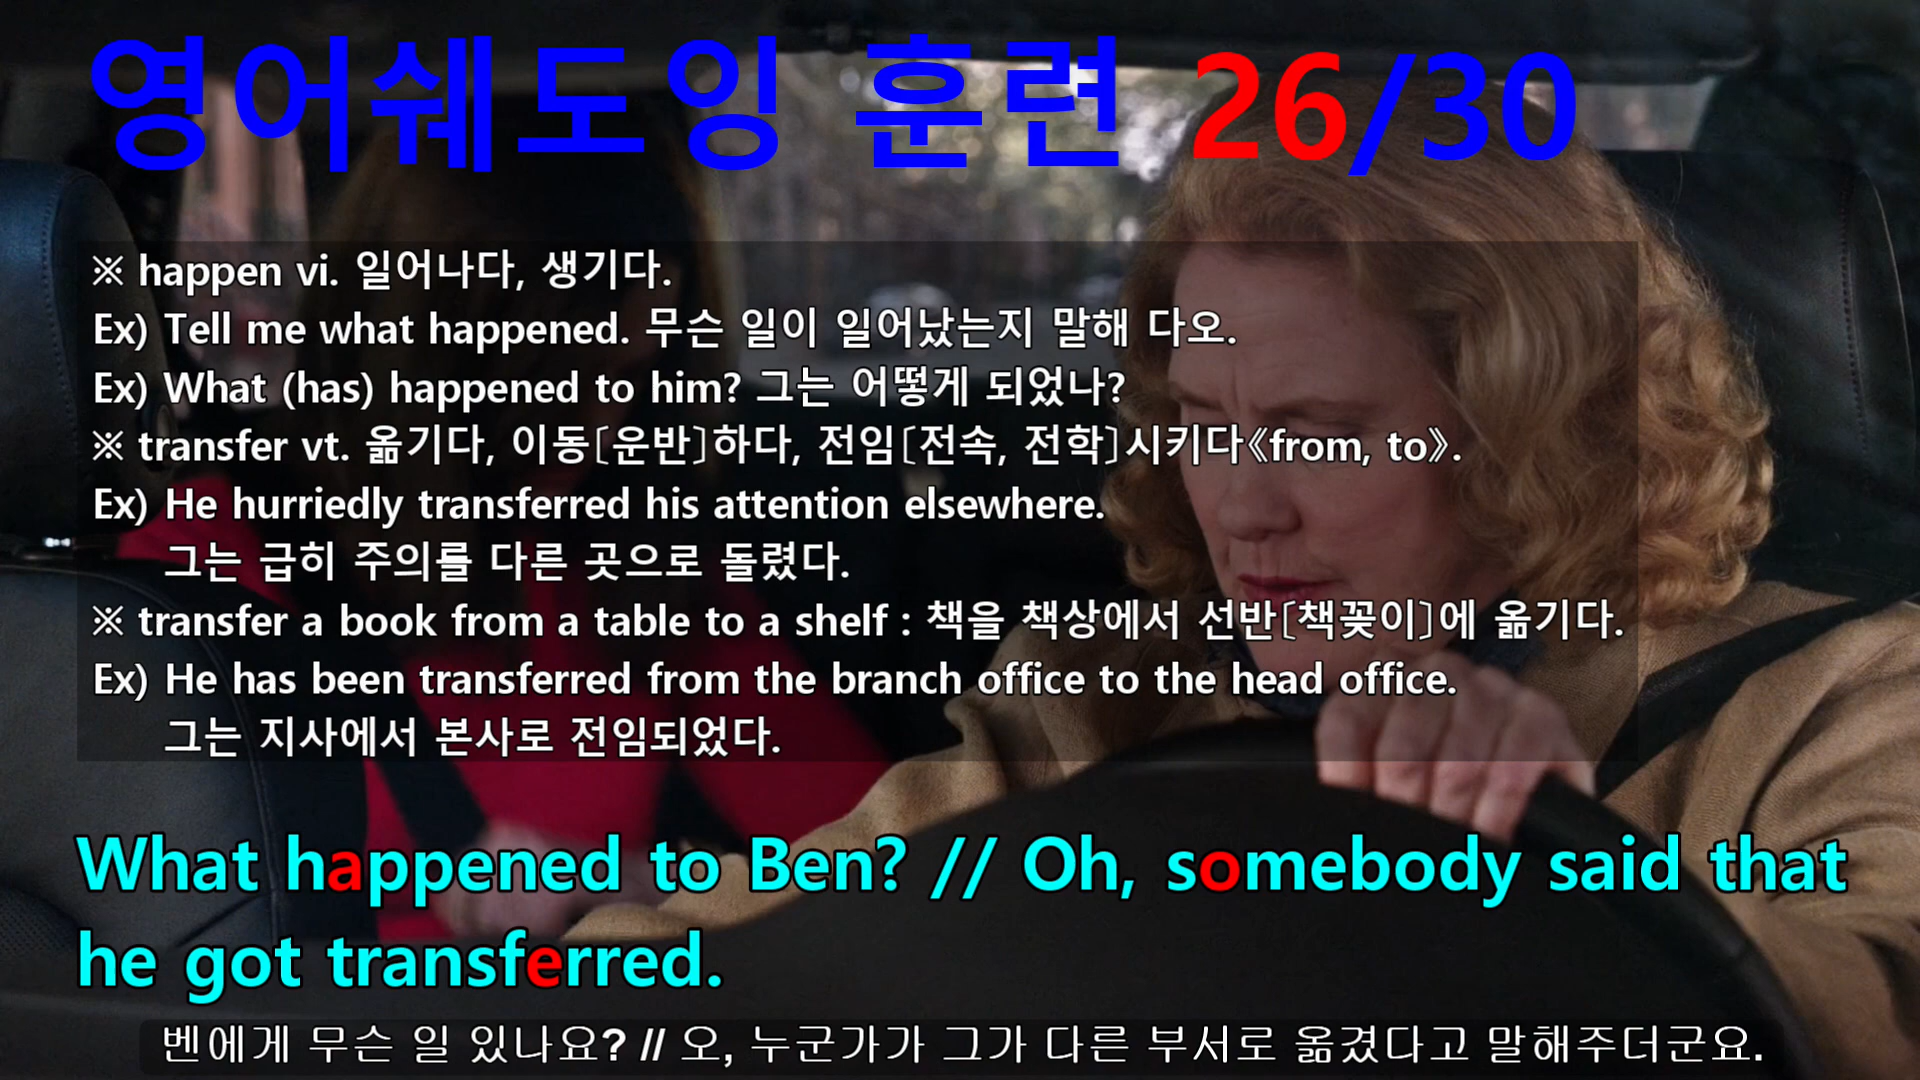 영어쉐도잉 훈련 26/30
※ happen vi. 일어나다, 생기다.
Ex) Tell me what happened. 무슨 일이 일어났는지 말해 다오.
Ex) What (has) happened to him? 그는 어떻게 되었나?
※ transfer vt. 옮기다, 이동〔운반〕하다, 전임〔전속, 전학〕시키다《from, to》.
Ex) He hurriedly transferred his attention elsewhere.
그는 급히 주의를 다른 곳으로 돌렸다.
※ transfer a book from a table to a shelf : 책을 책상에서 선반〔책꽂이〕에 옮기다.
Ex) He has been transferred from the branch office to the head office.
그는 지사에서 본사로 전임되었다.
What happened to Ben? // Oh, somebody said that
he got transferred.
벤에게 무슨 일 있나요? // 오, 누군가가 그가 다른 부서로 옮겼다고 말해주더군요.